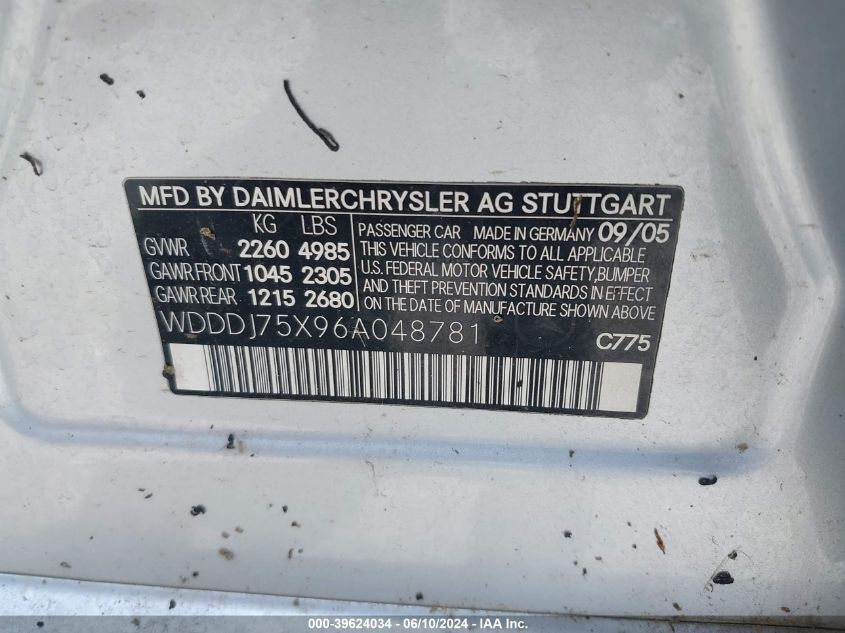 MFD BY DAIMLERCHRYSLER AG STUTTGART
KG LBS
GVWR 2260 4985
GAWR FRONT 1045 2305
GAWR REAR 1215 2680
PASSENGER CAR MADE IN GERMANY 09/05
THIS VEHICLE CONFORMS TO ALL APPLICABLE
U.S. FEDERAL MOTOR VEHICLE SAFETY,BUMPER
AND THEFT PREVENTION STANDARDS IN EFFECT
ON THE DATE OF MANUFACTURE SHOWN ABOVE
WDDDJ75X96A048781
C775
000-39624034 - 06/10/2024 - IAA Inc.